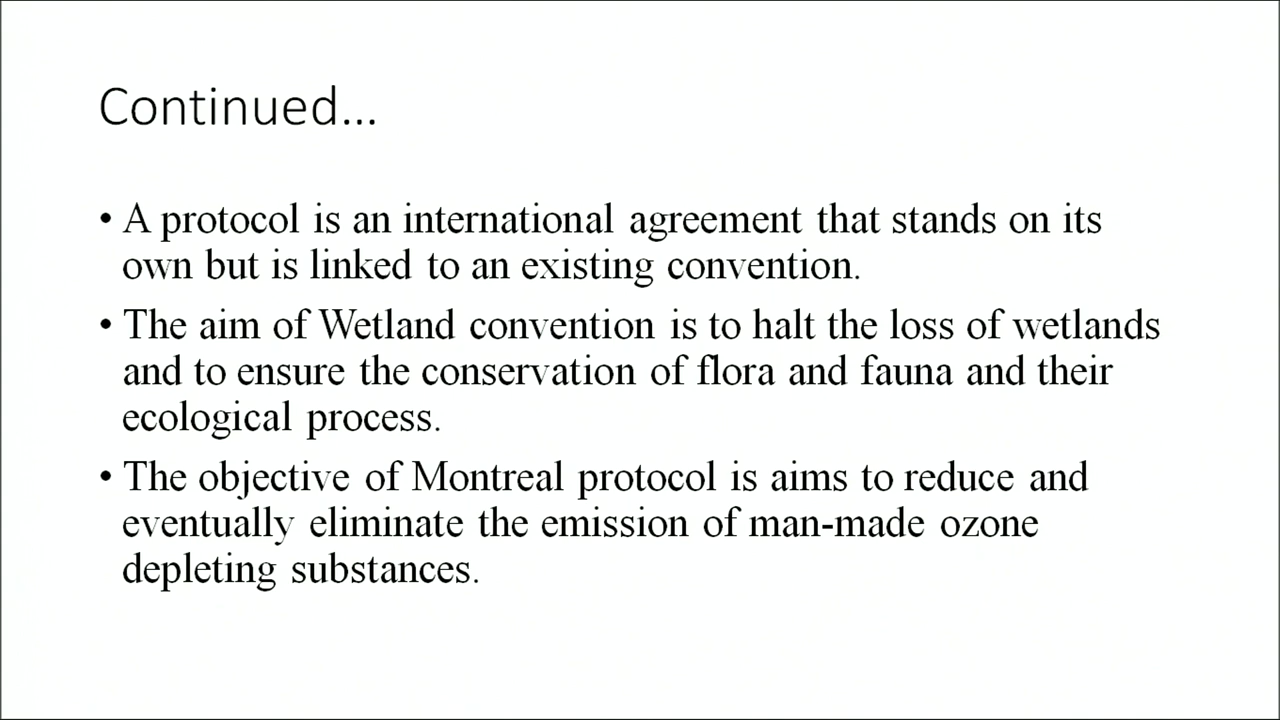 Continued...
• A protocol is an international agreement that stands on its
own but is linked to an existing convention.
• The aim of Wetland convention is to halt the loss of wetlands
and to ensure the conservation of flora and fauna and their
ecological process.
• The objective of Montreal protocol is aims to reduce and
eventually eliminate the emission of man-made ozone
depleting substances.